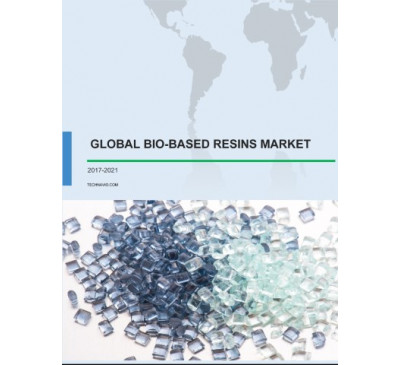 GLOBAL BIO-BASED RESINS MARKET
2017-2021
TECHNAVIO.COM